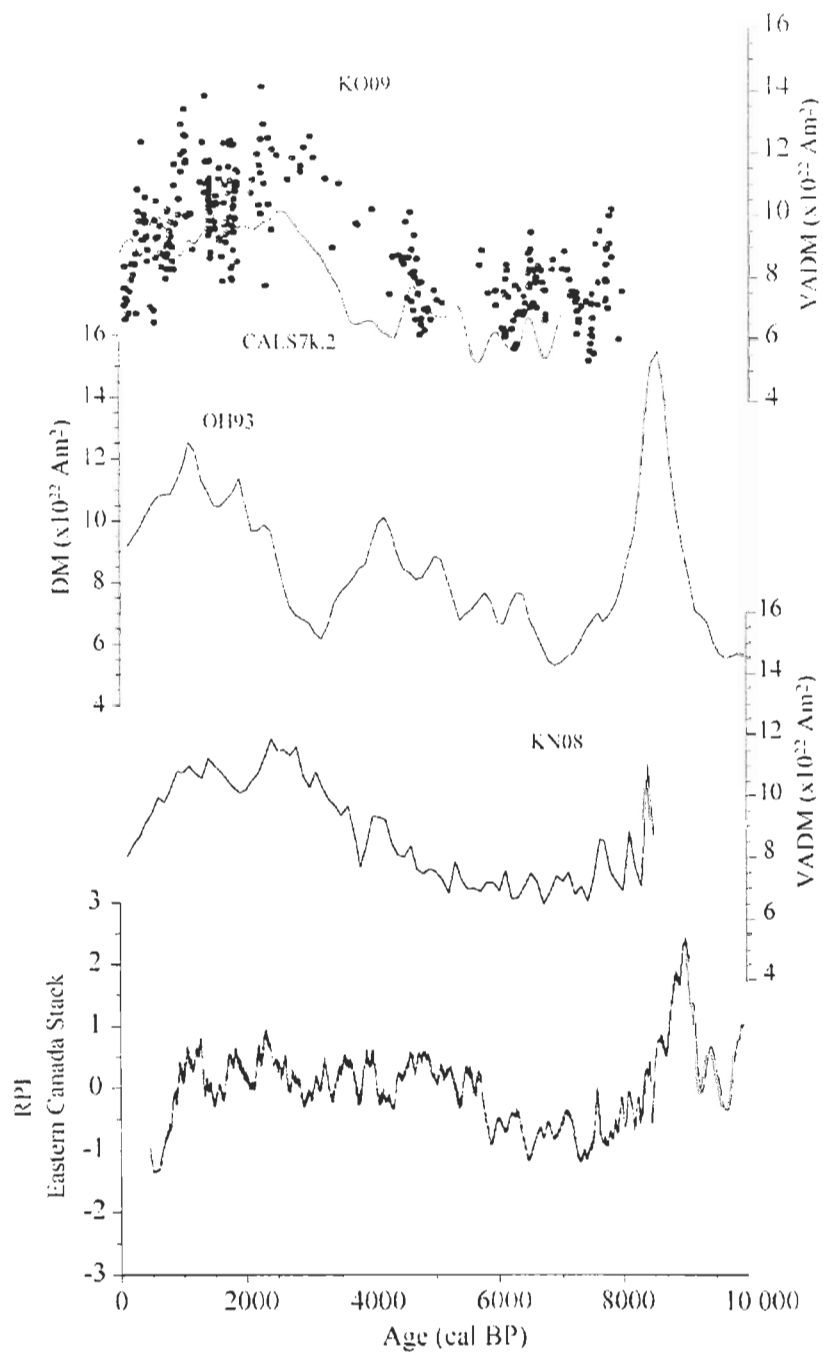 16
14
12
10
8
6
4
VADM (x10²² Am²)
KO09
CALS7k.2
16
14
12
10
8
6
4
DM (x10²² Am²)
OH93
16
14
12
10
8
6
4
VADM (x10²² Am²)
KN08
3
2
1
0
-1
-2
-3
RPI
Eastern Canada Stack
0 2000 4000 6000 8000 10 000
Age (cal BP)